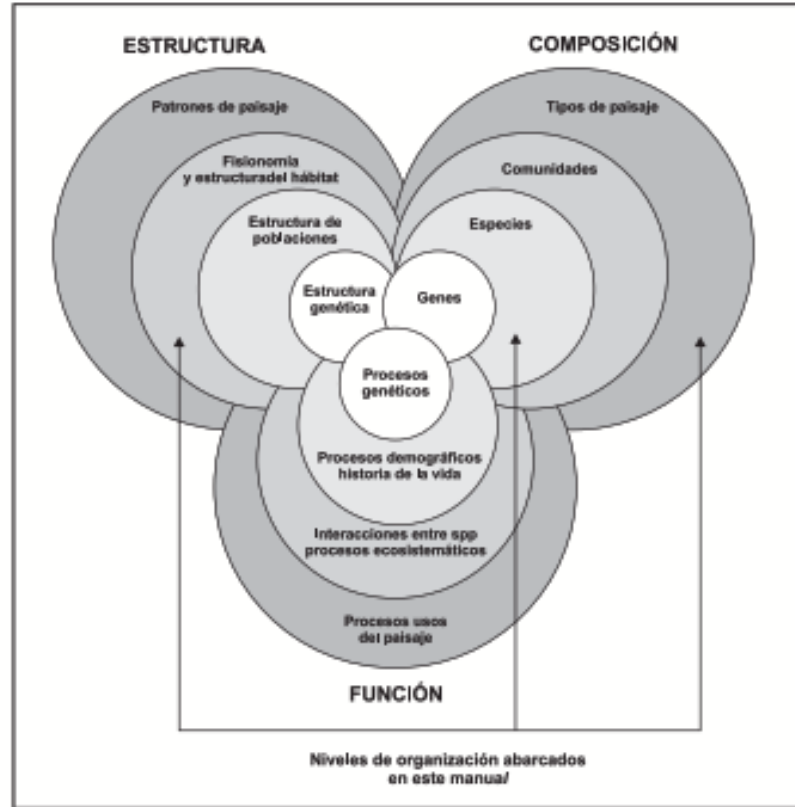 ESTRUCTURA
COMPOSICIÓN
Patrones de paisaje
Tipos de paisaje
Fisionomía
y estructuradel hábitat
Comunidades
Estructura de
poblaciones
Especies
Estructura
genética
Genes
Procesos
genéticos
Procesos demográficos
historia de la vida
Interacciones entre spp
procesos ecosistemáticos
Procesos usos
del paisaje
FUNCIÓN
Niveles de organización abarcados
en este manual